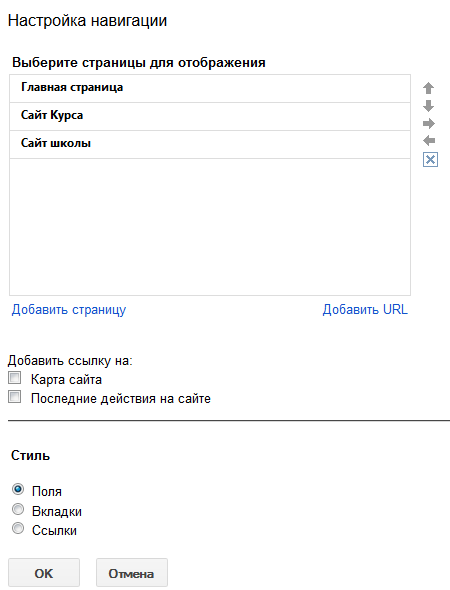 Настройка навигации
Выберите страницы для отображения
Главная страница
Сайт Курса
Сайт школы
Добавить страницу Добавить URL
Добавить ссылку на:
Карта сайта
Последние действия на сайте
Стиль
Поля
Вкладки
Ссылки
OK Отмена